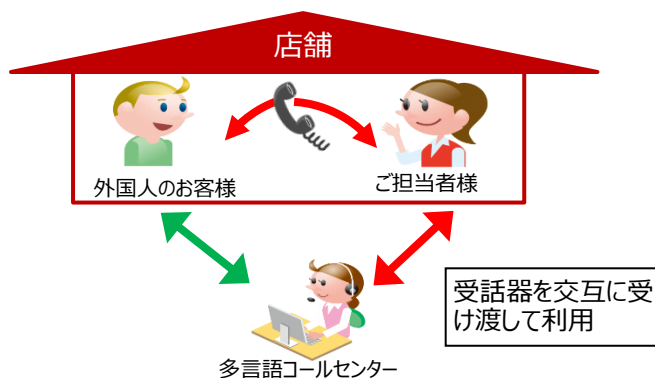 店舗
外国人のお客様
ご担当者様
受話器を交互に受
け渡して利用
多言語コールセンター